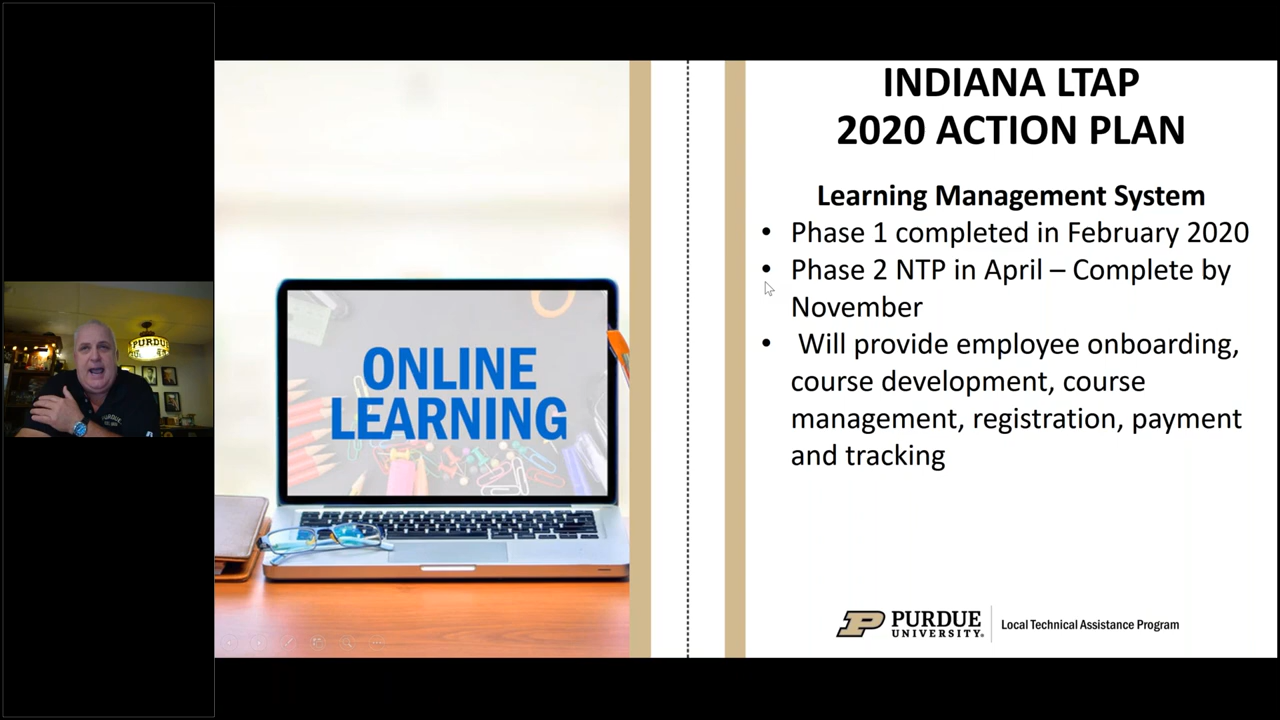 INDIANA LTAP
2020 ACTION PLAN
Learning Management System
• Phase 1 completed in February 2020
• Phase 2 NTP in April – Complete by
November
• Will provide employee onboarding,
course development, course
management, registration, payment
and tracking
ONLINE
LEARNING
PURDUE
PURDUE
PURDUE
UNIVERSITY®
Local Technical Assistance Program